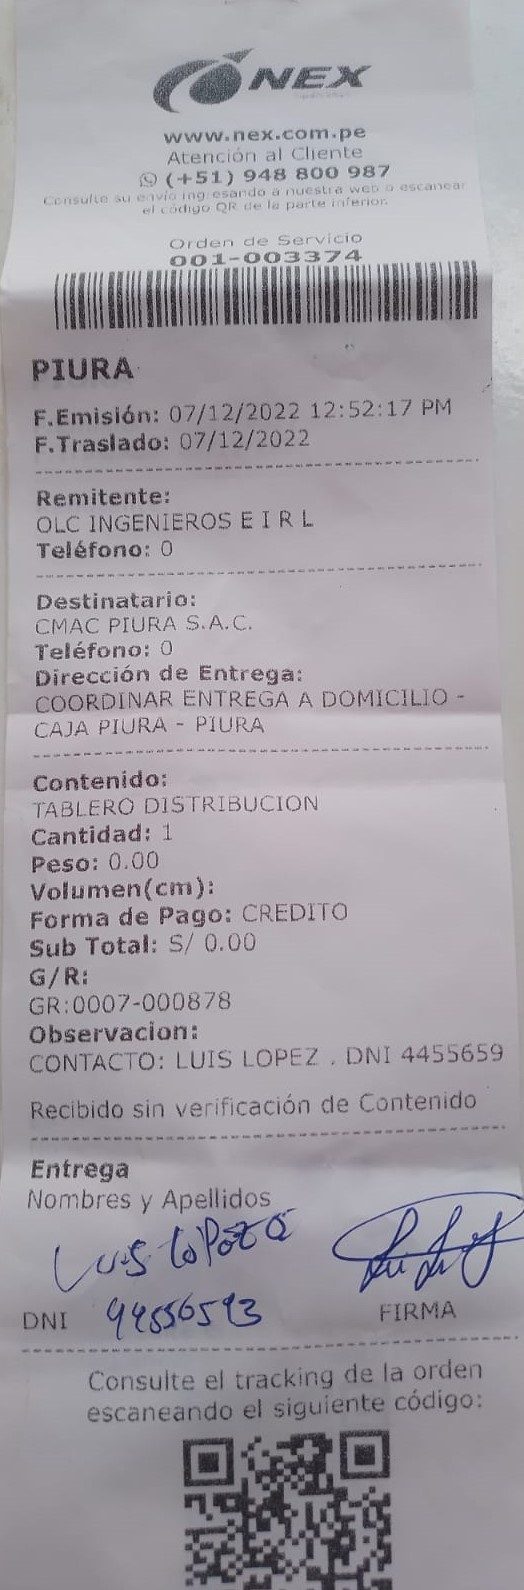 NEX
www.nex.com.pe
Atención al Cliente
(+51) 948 800 987
Consulte su envío ingresando a nuestra web o escanear
el código QR de la parte inferior.
Orden de Servicio
001-003374
PIURA
F.Emisión: 07/12/2022 12:52:17 PM
F.Traslado: 07/12/2022
Remitente:
OLC INGENIEROS E I R L
Teléfono: 0
Destinatario:
CMAC PIURA S.A.C.
Teléfono: 0
Dirección de Entrega:
COORDINAR ENTREGA A DOMICILIO -
CAJA PIURA - PIURA
Contenido:
TABLERO DISTRIBUCION
Cantidad: 1
Peso: 0.00
Volumen(cm):
Forma de Pago: CREDITO
Sub Total: S/ 0.00
G/R:
GR:0007-000878
Observacion:
CONTACTO: LUIS LOPEZ . DNI 4455659
Recibido sin verificación de Contenido
Entrega
Nombres y Apellidos
Luis
DNI FIRMA
Consulte el tracking de la orden
escaneando el siguiente código: